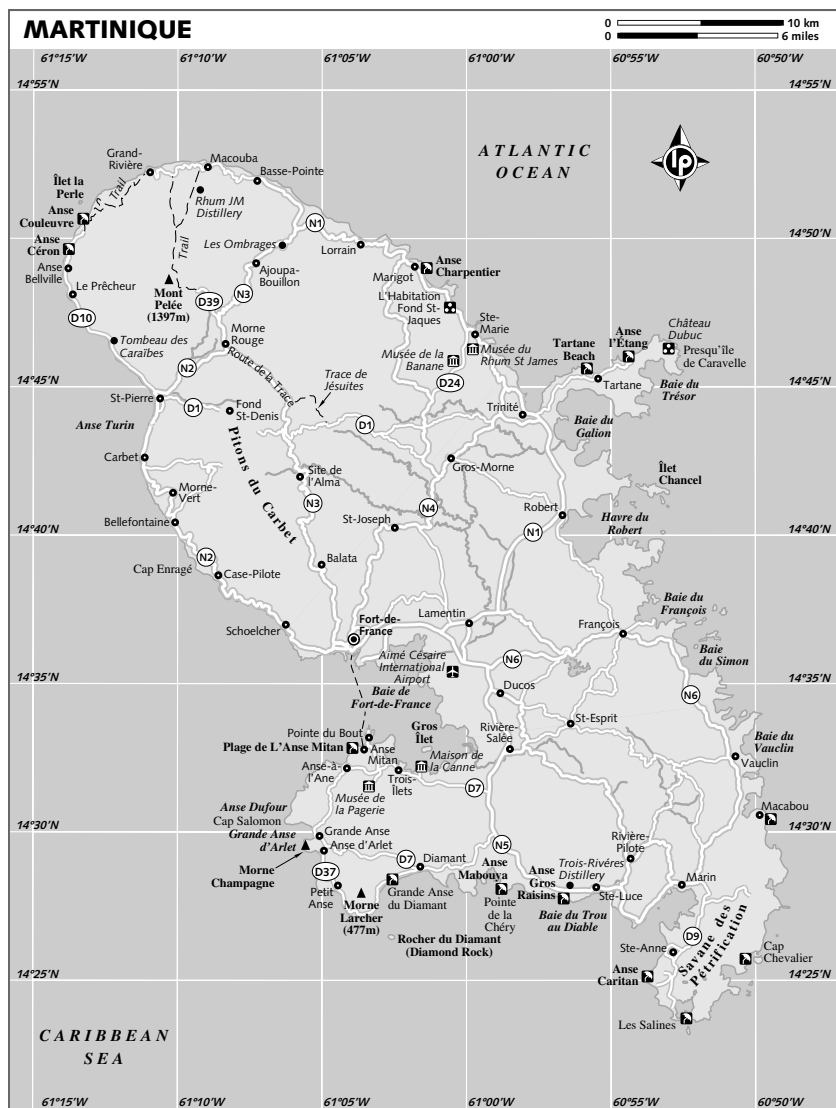 MARTINIQUE
0 10 km
0 6 miles
61°15'W 61°10'W 61°05'W 61°00'W 60°55'W 60°50'W
14°55'N 14°55'N
ATLANTIC
OCEAN
lp
Grand-
Rivière
Macouba
Basse-Pointe
Îlet la
Perle
Trail
Rhum JM
Distillery
Anse
Couleuvre
N1
Trail
Les Ombrages
Lorrain
14°50'N
Anse
Céron
Anse
Charpentier
Marigot
Anse
Bellville
Ajoupa-
Bouillon
Le Prêcheur
Mont
Pelée
(1397m)
D39
N3
L'Habitation
Fond St-
Jaques
D10
Ste-
Marie
Morne
Rouge
Tombeau des
Caraïbes
Musée du
Rhum St James
Musée de la
Banane
Tartane
Beach
Anse
l'Étang
Château
Dubuc
Presqu'île
de Caravelle
N2
Route de la Trace
Trace de
Jésuites
D24
Tartane
Baie du
Trésor
14°45'N 14°45'N
St-Pierre
D1
Fond
St-Denis
Trinité
Anse Turin
D1
Baie du
Galion
Pitons du Carbet
Carbet
Gros-Morne
Site de
l'Alma
Îlet
Chancel
Morne-
Vert
N3
N4
Robert
Bellefontaine
St-Joseph
N1
Havre du
Robert
14°40'N 14°40'N
N2
Cap Enragé
Case-Pilote
Balata
Baie du
François
Schoelcher
Fort-de-
France
Lamentin
François
Baie
du Simon
Aimé Césaire
International
Airport
N6
14°35'N 14°35'N
Baie de
Fort-de-France
Ducos
N6
St-Esprit
Pointe du Bout
Gros
Îlet
Rivière-
Salée
Baie du
Vauclin
Plage de L'Anse Mitan
Anse
Mitan
Maison de
la Canne
Vauclin
Anse-à-
l'Ane
Trois-
Îlets
D7
Musée de
la Pagerie
Macabou
Anse Dufour
Cap Salomon
14°30'N 14°30'N
Grande Anse
d'Arlet
Grande Anse
Anse d'Arlet
N5
Rivière-
Pilote
D7
Diamant
Anse
Mabouya
Anse
Gros
Raisins
Trois-Riviéres
Distillery
Morne
Champagne
D37
Marin
Petit
Anse
Grande Anse
du Diamant
Ste-Luce
Morne
Larcher
(477m)
Pointe
de la
Chéry
Baie du Trou
au Diable
Rocher du Diamant
(Diamond Rock)
D9
Savane des
Pétrification
Ste-Anne
Cap
Chevalier
Anse
Caritan
14°25'N 14°25'N
Les Salines
CARIBBEAN
SEA
61°15'W 61°10'W 61°05'W 61°00'W 60°55'W 60°50'W